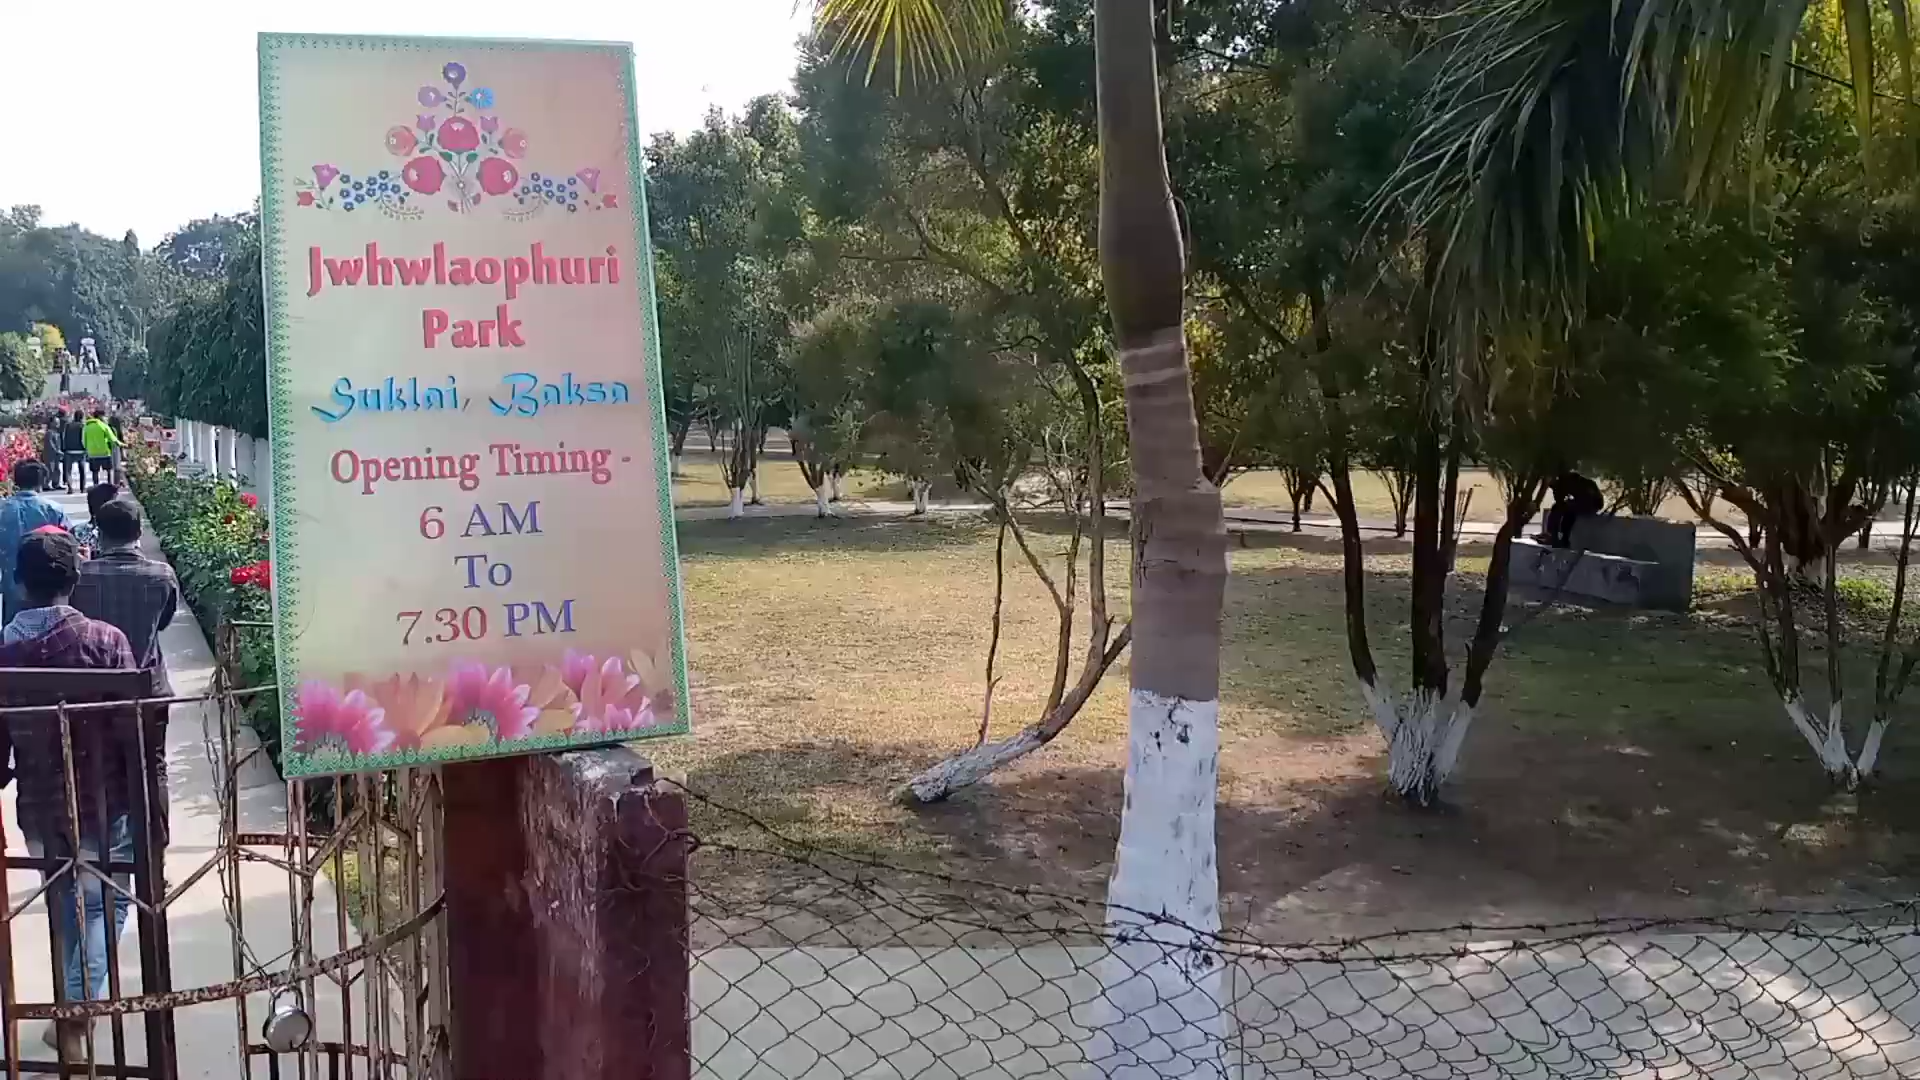 Jwhwlaophuri
Park
Suklai, Baksa
Opening Timing -
6 AM
To
7.30 PM